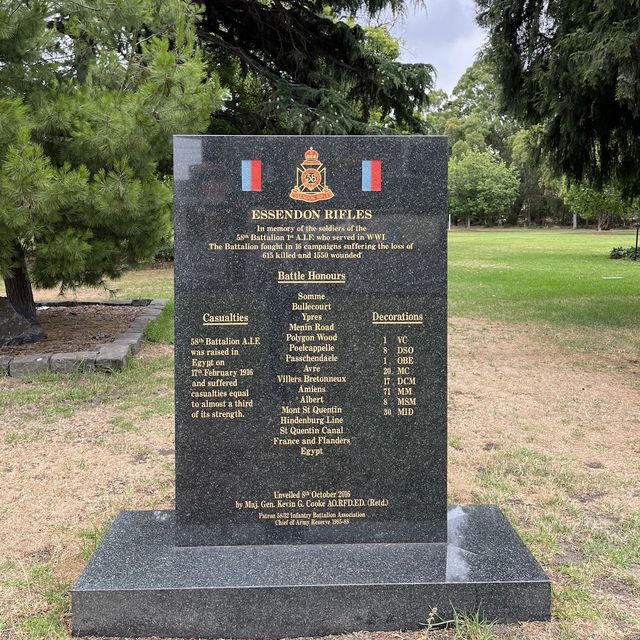 58
ESSENDON RIFLES
ESSENDON RIFLES
In memory of the soldiers of the
58th Battalion 1st A.I.F. who served in WW1.
The Battalion fought in 16 campaigns suffering the loss of
615 killed and 1550 wounded
Battle Honours
Somme
Bullecourt
Ypres
Menin Road
Polygon Wood
Poelcappelle
Passchendaele
Avre
Villers Bretonneux
Amiens
Albert
Mont St Quentin
Hindenburg Line
St Quentin Canal
France and Flanders
Egypt
Casualties
58th Battalion A.I.F.
was raised in
Egypt on
17th February 1916
and suffered
casualties equal
to almost a third
of its strength.
Decorations
1 VC
8 DSO
1 OBE
20 MC
17 DCM
71 MM
8 MSM
30 MID
Unveiled 8th October 2016
by Maj. Gen. Kevin G. Cooke AO.RFD.ED. (Retd.)
Patron 58/32 Infantry Battalion Association
Chief of Army Reserve 1985-88